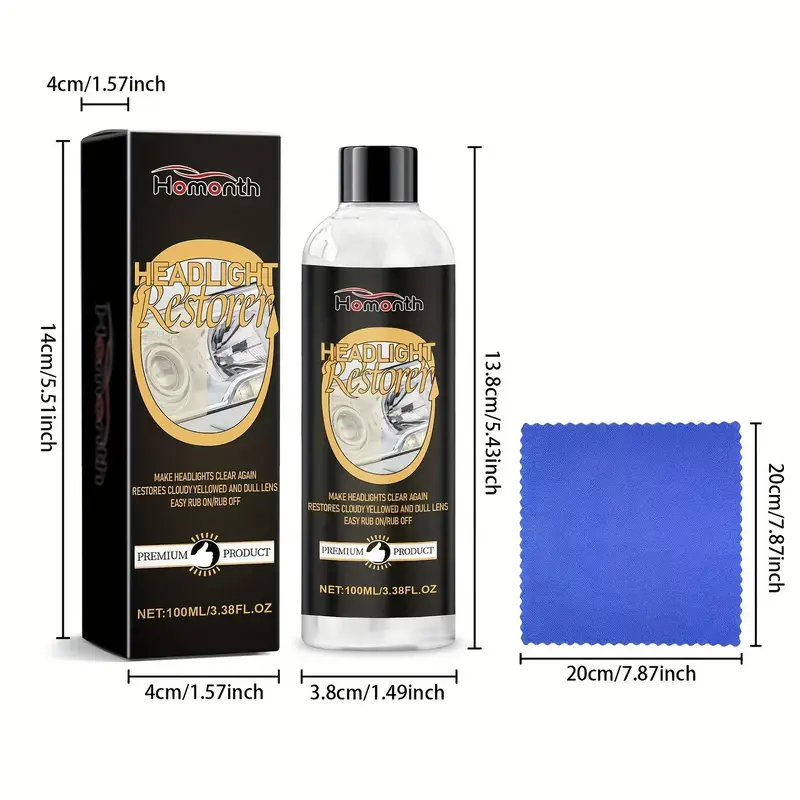 4cm/1.57inch
14cm/5.51inch
Homonth
Homonth
HEADLIGHT
Restorer
MAKE HEADLIGHTS CLEAR AGAIN
RESTORES CLOUDY YELLOWED AND DULL LENS
EASY RUB ON/RUB OFF
PREMIUM PRODUCT
NET:100ML/3.38FL.OZ
4cm/1.57inch
Homonth
HEADLIGHT
Restorer
MAKE HEADLIGHTS CLEAR AGAIN
RESTORES CLOUDY YELLOWED AND DULL LENS
EASY RUB ON/RUB OFF
PREMIUM PRODUCT
NET:100ML/3.38FL.OZ
3.8cm/1.49inch
13.8cm/5.43inch
20cm/7.87inch
20cm/7.87inch